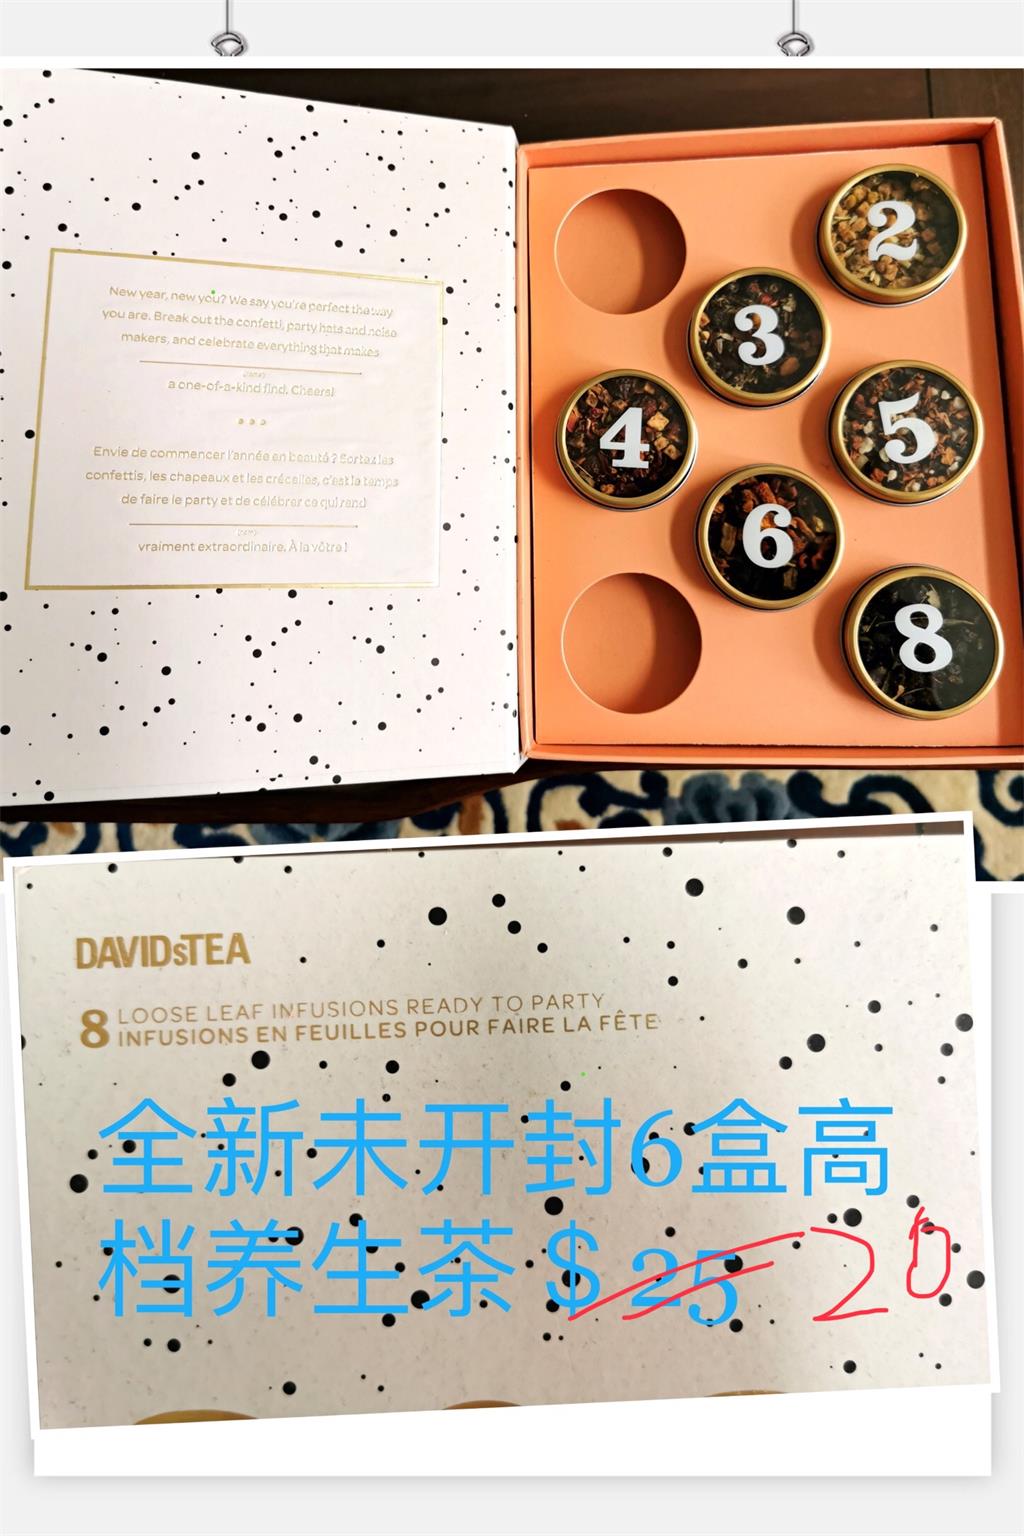 New year, new you? We say you're perfect the way
you are. Break out the confetti, party hats and noise
makers, and celebrate everything that makes
a one-of-a-kind find. Cheers!
Envie de commencer l'année en beauté ? Sortez les
confettis, les chapeaux et les crécelles, c'est le temps
de faire le party et de célébrer ce qui rend
vraiment extraordinaire. À la vôtre !
2
3
4
5
6
8
DAVIDsTEA
8 LOOSE LEAF INFUSIONS READY TO PARTY
INFUSIONS EN FEUILLES POUR FAIRE LA FÊTE
全新未开封6盒高
档养生茶$25 20